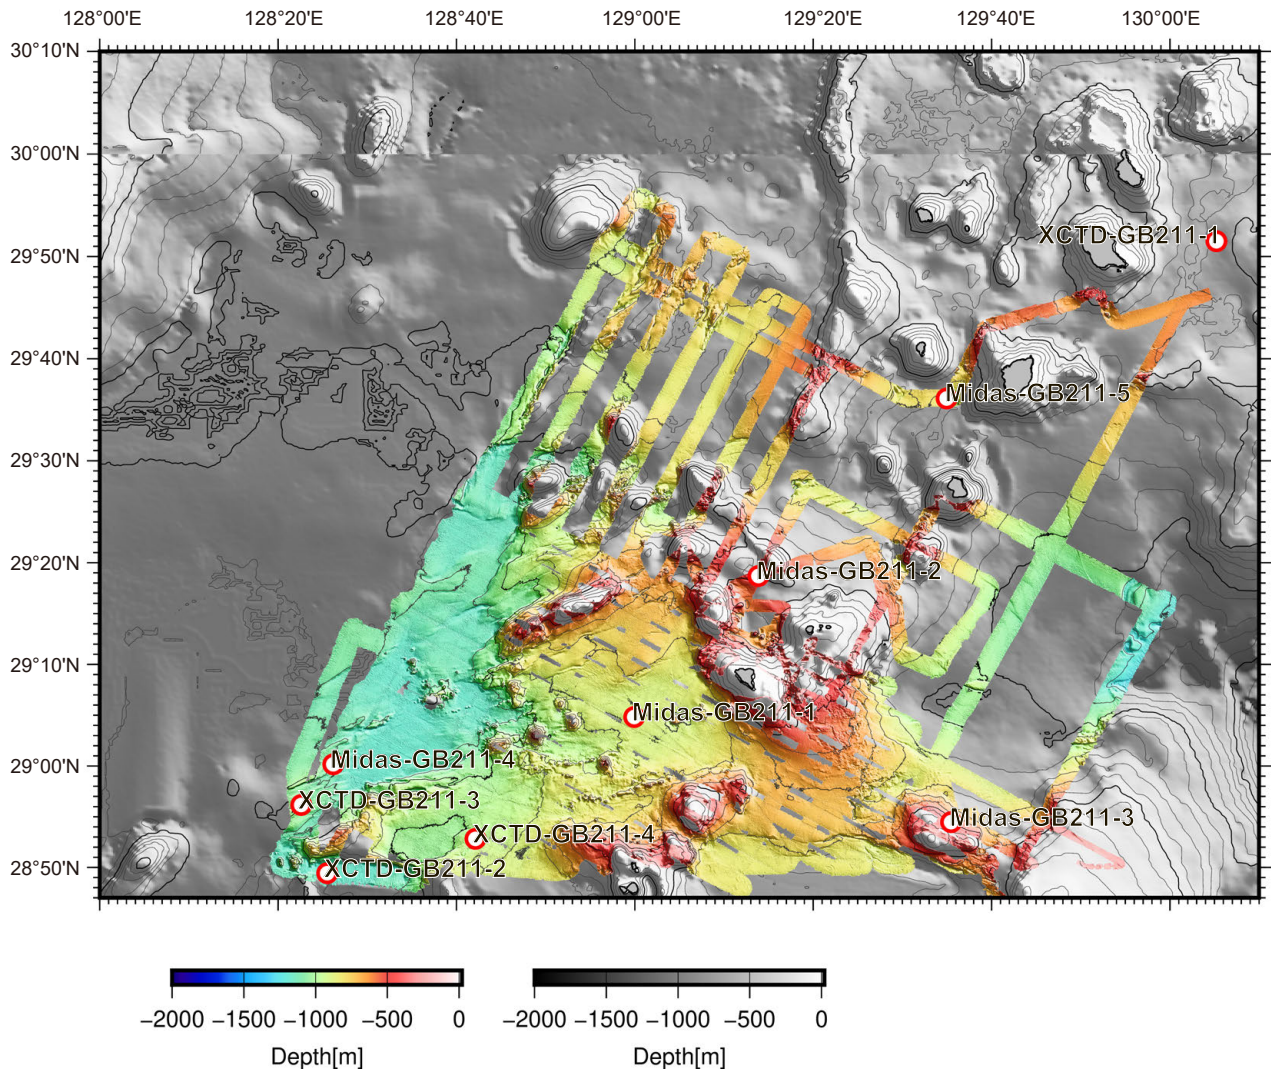 128°00'E 128°20'E 128°40'E 129°00'E 129°20'E 129°40'E 130°00'E
30°10'N
30°00'N
XCTD-GB211-1
29°50'N
29°40'N
Midas-GB211-5
29°30'N
29°20'N
Midas-GB211-2
29°10'N
Midas-GB211-1
29°00'N
Midas-GB211-4
XCTD-GB211-3
Midas-GB211-3
XCTD-GB211-4
28°50'N
XCTD-GB211-2
−2000 −1500 −1000 −500 0
Depth[m]
−2000 −1500 −1000 −500 0
Depth[m]